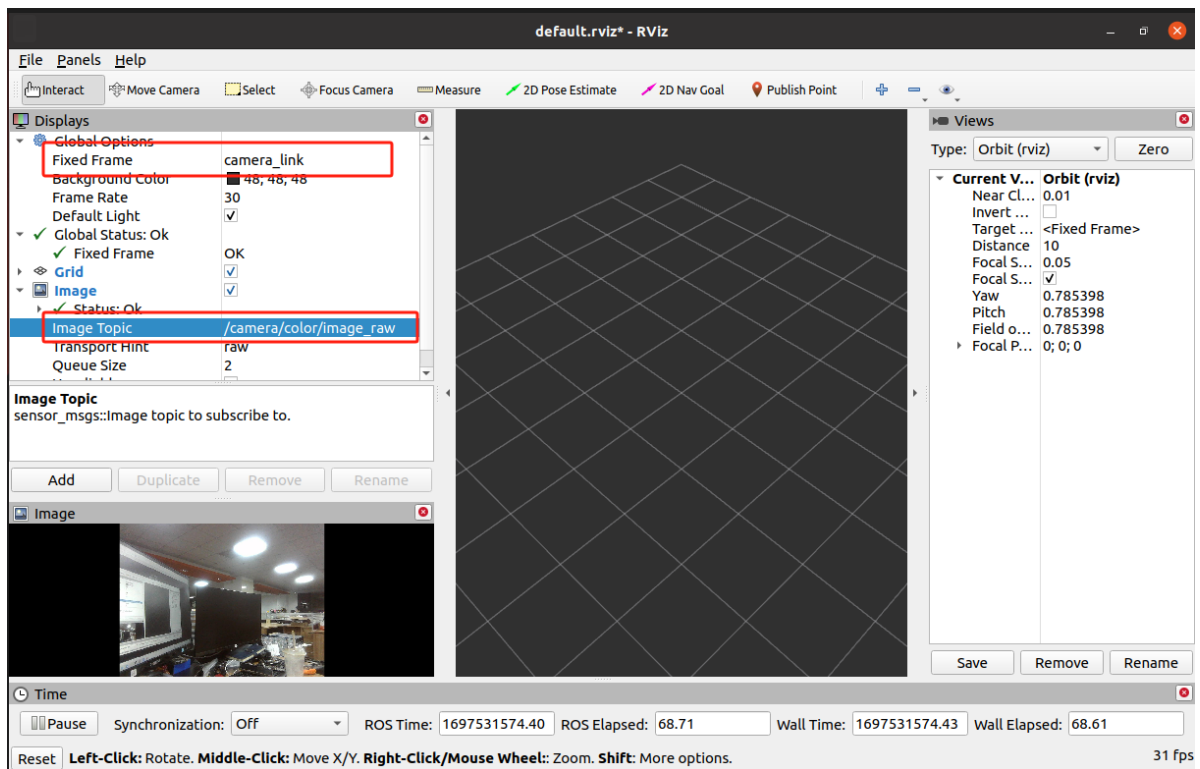 default.rviz* - RViz
File Panels Help
Interact Move Camera Select Focus Camera Measure 2D Pose Estimate 2D Nav Goal Publish Point
Displays
Global Options
Fixed Frame camera_link
Background Color 48; 48; 48
Frame Rate 30
Default Light
Global Status: Ok
Fixed Frame OK
Grid
Image
Status: Ok
Image Topic /camera/color/image_raw
Transport Hint raw
Queue Size 2
Image Topic
sensor_msgs::Image topic to subscribe to.
Add Duplicate Remove Rename
Image
Views
Type: Orbit (rviz) Zero
Current V... Orbit (rviz)
Near Cl... 0.01
Invert ...
Target ... <Fixed Frame>
Distance 10
Focal S... 0.05
Focal S...
Yaw 0.785398
Pitch 0.785398
Field o... 0.785398
Focal P... 0; 0; 0
Save Remove Rename
Time
Pause Synchronization: Off ROS Time: 1697531574.40 ROS Elapsed: 68.71 Wall Time: 1697531574.43 Wall Elapsed: 68.61
Reset Left-Click: Rotate. Middle-Click: Move X/Y. Right-Click/Mouse Wheel:: Zoom. Shift: More options. 31 fps